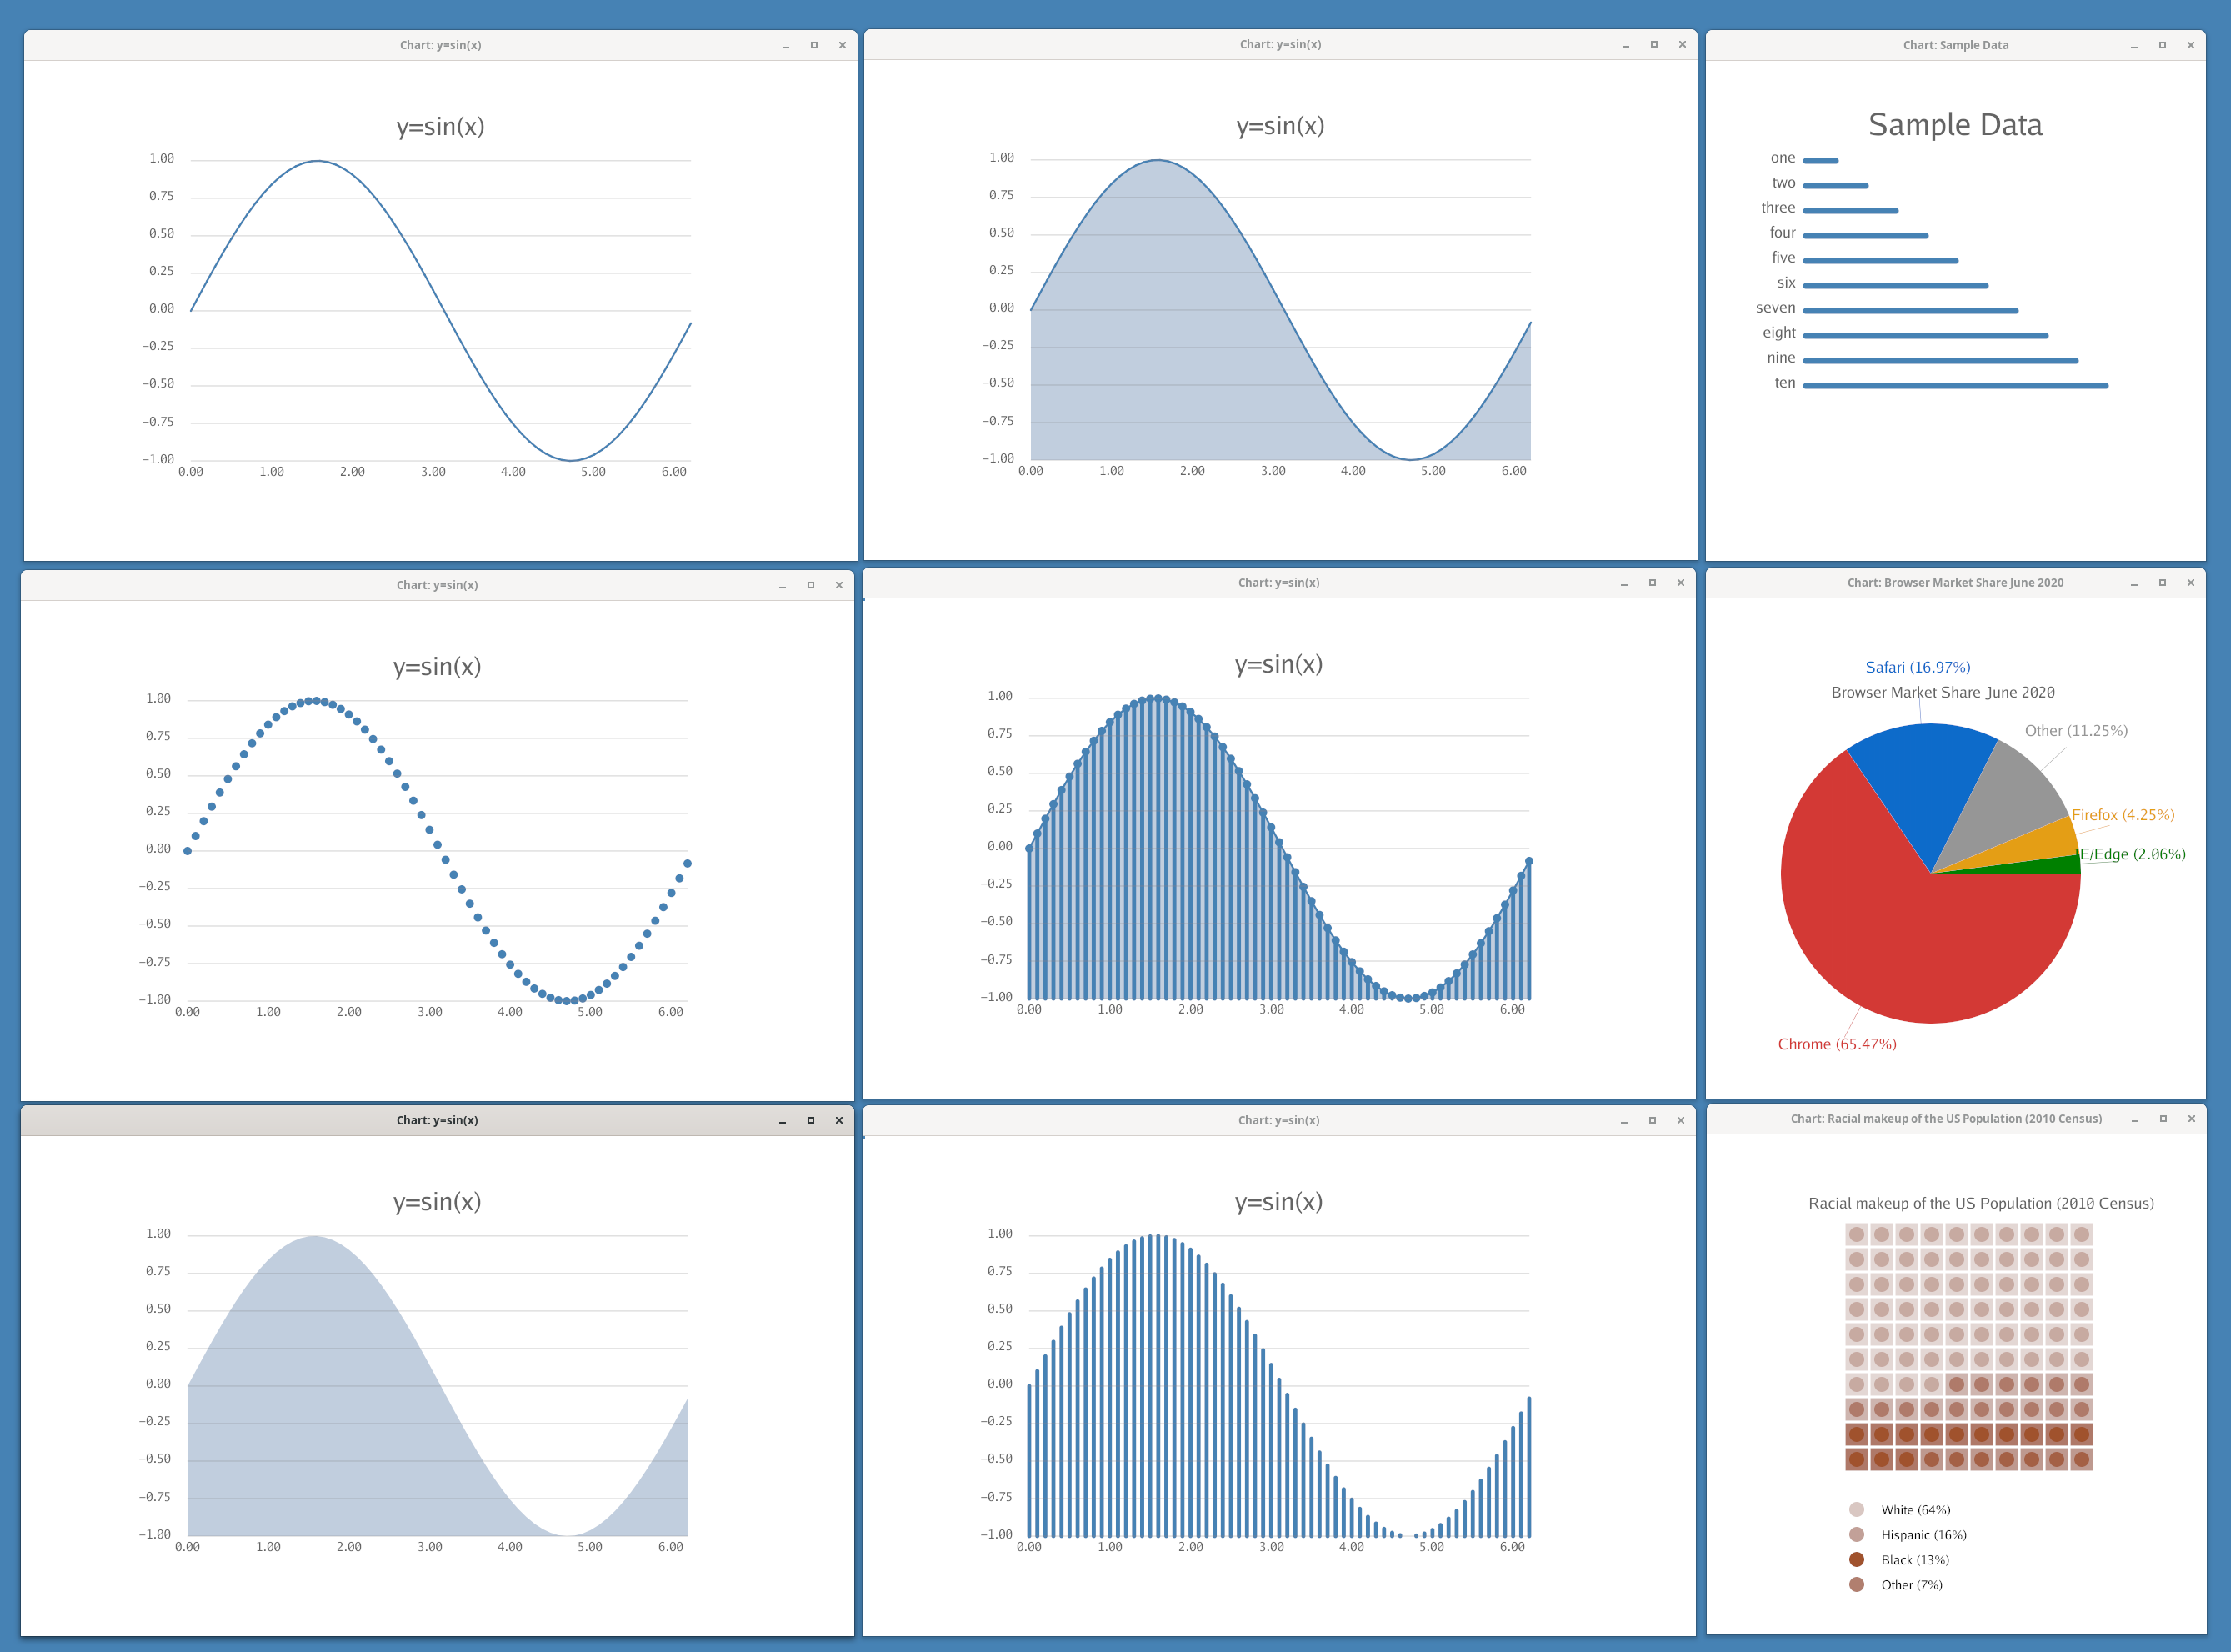 Chart: y=sin(x)
y=sin(x)
1.00
0.75
0.50
0.25
0.00
−0.25
−0.50
−0.75
−1.00
0.00 1.00 2.00 3.00 4.00 5.00 6.00
Chart: y=sin(x)
y=sin(x)
1.00
0.75
0.50
0.25
0.00
−0.25
−0.50
−0.75
−1.00
0.00 1.00 2.00 3.00 4.00 5.00 6.00
Chart: Sample Data
Sample Data
one
two
three
four
five
six
seven
eight
nine
ten
Chart: y=sin(x)
y=sin(x)
1.00
0.75
0.50
0.25
0.00
−0.25
−0.50
−0.75
−1.00
0.00 1.00 2.00 3.00 4.00 5.00 6.00
Chart: y=sin(x)
y=sin(x)
1.00
0.75
0.50
0.25
0.00
−0.25
−0.50
−0.75
−1.00
0.00 1.00 2.00 3.00 4.00 5.00 6.00
Chart: Browser Market Share June 2020
Safari (16.97%)
Browser Market Share June 2020
Other (11.25%)
Firefox (4.25%)
IE/Edge (2.06%)
Chrome (65.47%)
Chart: y=sin(x)
y=sin(x)
1.00
0.75
0.50
0.25
0.00
−0.25
−0.50
−0.75
−1.00
0.00 1.00 2.00 3.00 4.00 5.00 6.00
Chart: y=sin(x)
y=sin(x)
1.00
0.75
0.50
0.25
0.00
−0.25
−0.50
−0.75
−1.00
0.00 1.00 2.00 3.00 4.00 5.00 6.00
Chart: Racial makeup of the US Population (2010 Census)
Racial makeup of the US Population (2010 Census)
White (64%)
Hispanic (16%)
Black (13%)
Other (7%)